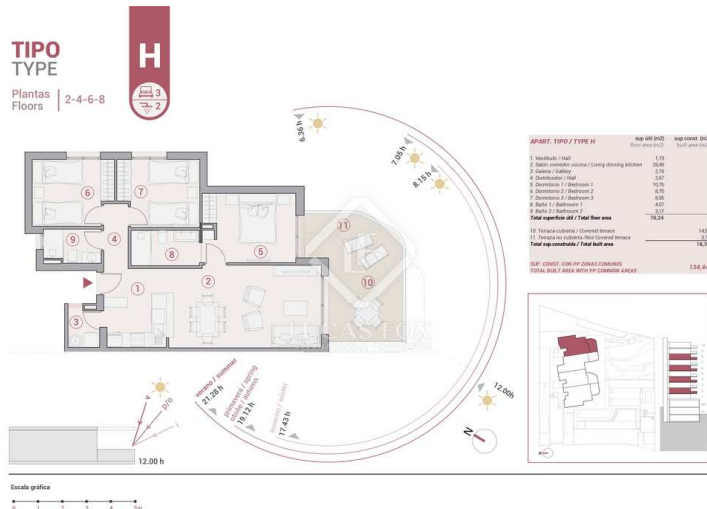 TIPO
TYPE
Plantas
Floors
2-4-6-8
H
3
2
6.36 h
7.05 h
8.15 h
APART. TIPO / TYPE H
sup útil (m2)
floor area (m2)
sup const. (m
built area (m
1. Vestíbulo / Hall 1,19
2. Salón comedor cocina / Living dinning kitchen 28,49
3. Galería / Gallery 2,19
4. Distribuidor / Hall 2,67
5. Dormitorio 1 / Bedroom 1 10,76
6. Dormitorio 2 / Bedroom 2 8,75
7. Dormitorio 3 / Bedroom 3
8. Baño 1 / Bathroom 1 4,07
9. Baño 2 / Bathroom 2 3,17
Total superficie útil / Total floor area 70,24
10. Terraza cubierta / Covered terrace
11. Terraza no cubierta /Not Covered terrace
Total sup.construida / Total built area 18,3
SUP. CONST. CON PP ZONAS COMUNES
TOTAL BUILT AREA WITH PP COMMON AREAS
134,4
6
7
9
4
8
5
11
10
1
2
3
LUCAS FOX
verano / summer
21.28 h
primavera / spring
otoño / autumn
19.12 h
invierno / winter
17.43 h
12.00h
N
v
p/o
i
12.00 h
Escala gráfica
0 1 2 3 4 5m